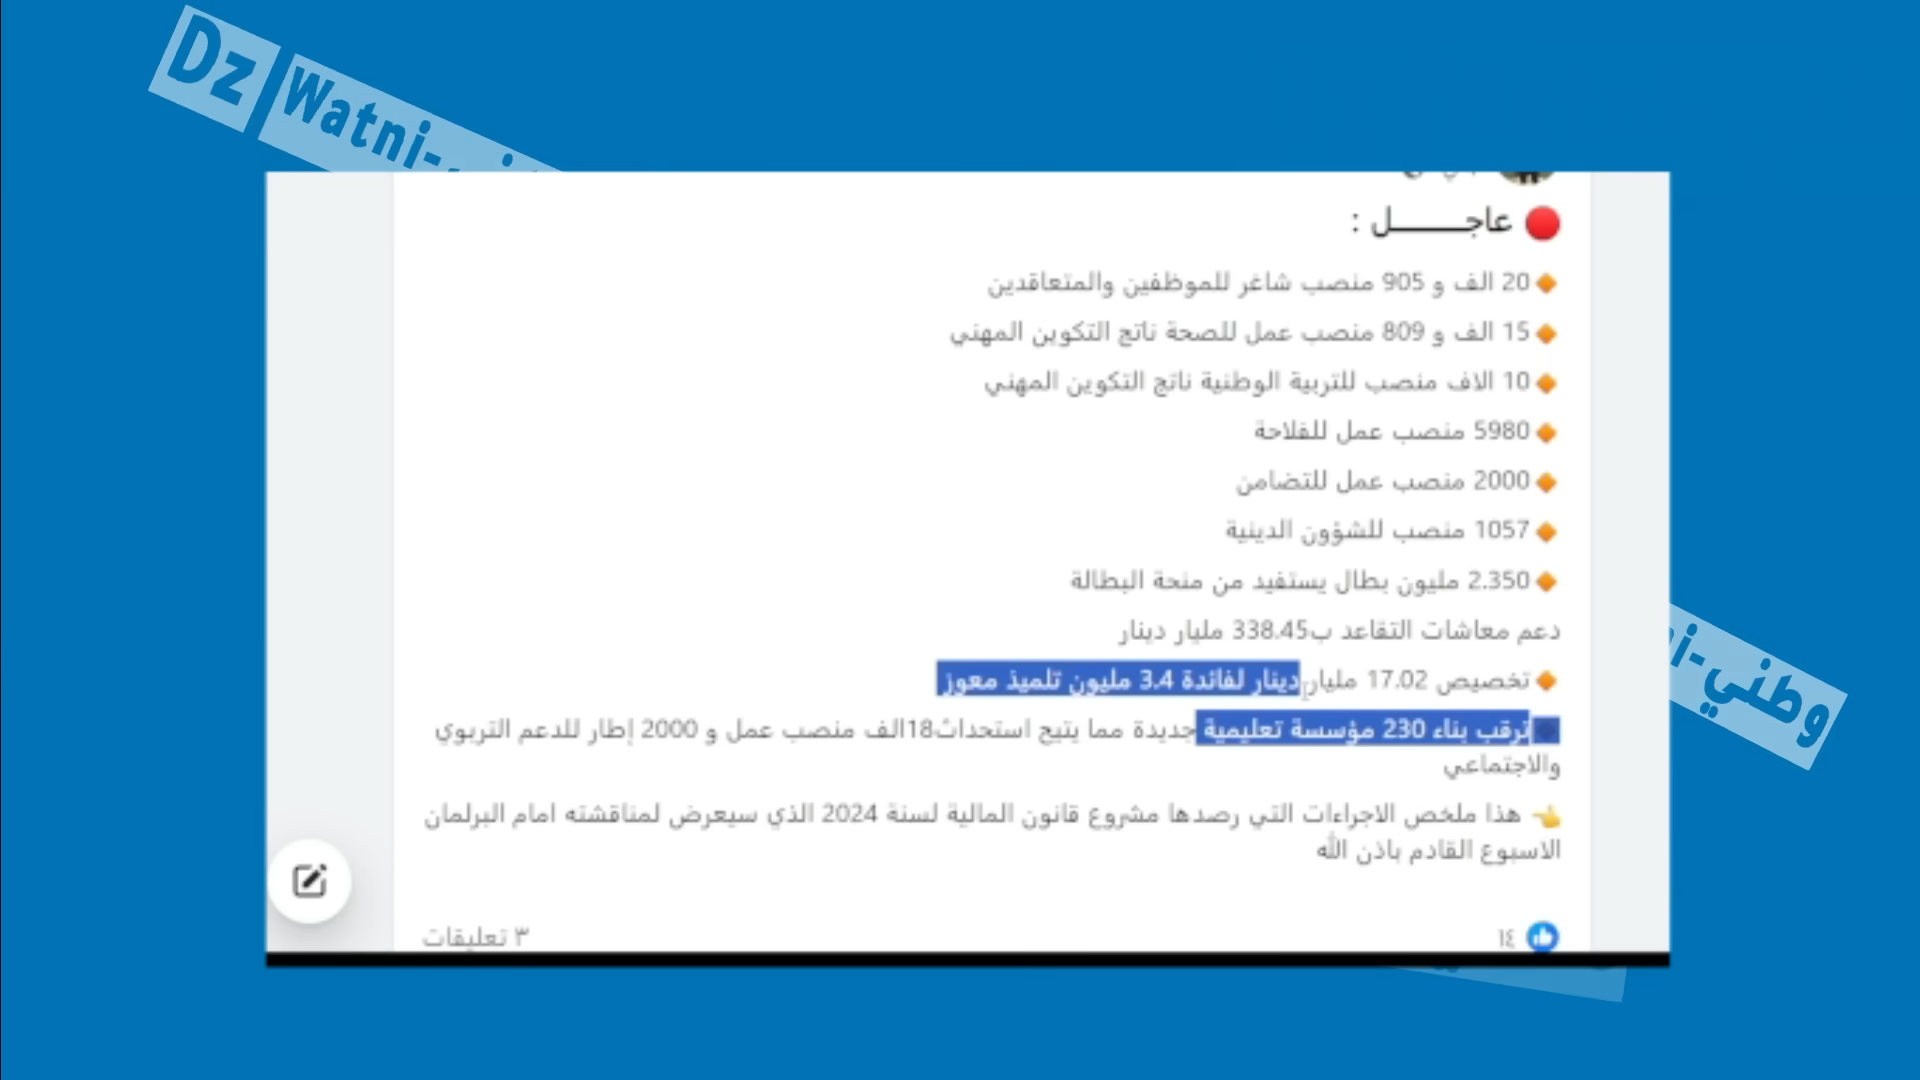 Dz Watni-
🔴 عاجـــــــل :
🔸20 الف و 905 منصب شاغر للموظفين والمتعاقدين
🔸15 الف و 809 منصب عمل للصحة ناتج التكوين المهني
🔸10 الاف منصب للتربية الوطنية ناتج التكوين المهني
🔸5980 منصب عمل للفلاحة
🔸2000 منصب عمل للتضامن
🔸1057 منصب للشؤون الدينية
🔸2.350 مليون بطال يستفيد من منحة البطالة
دعم معاشات التقاعد ب338.45 مليار دينار
🔸تخصيص 17.02 مليار دينار لفائدة 3.4 مليون تلميذ معوز
ترقب بناء 230 مؤسسة تعليمية جديدة مما يتيح استحداث18الف منصب عمل و 2000 إطار للدعم التربوي
والاجتماعي
👈 هذا ملخص الاجراءات التي رصدها مشروع قانون المالية لسنة 2024 الذي سيعرض لمناقشته امام البرلمان
الاسبوع القادم باذن الله
١٤
٣ تعليقات
ni-وطني